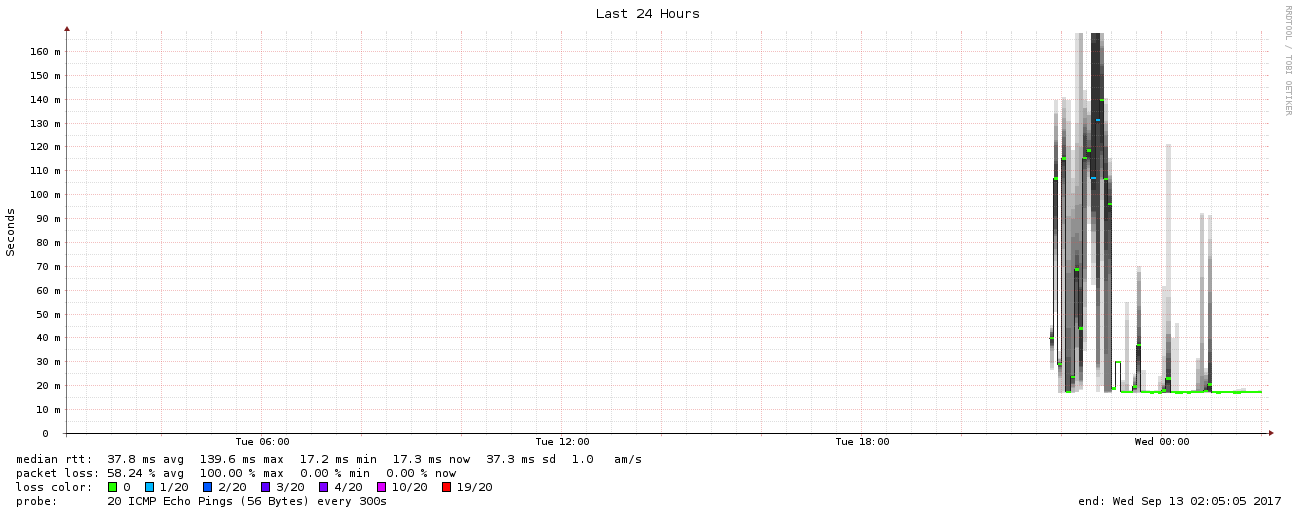 Last 24 Hours
RRDTOOL / TOBI OETIKER
Seconds
160 m
150 m
140 m
130 m
120 m
110 m
100 m
90 m
80 m
70 m
60 m
50 m
40 m
30 m
20 m
10 m
0
Tue 06:00 Tue 12:00 Tue 18:00 Wed 00:00
median rtt: 37.8 ms avg 139.6 ms max 17.2 ms min 17.3 ms now 37.3 ms sd 1.0 am/s
packet loss: 58.24 % avg 100.00 % max 0.00 % min 0.00 % now
loss color: 0 1/20 2/20 3/20 4/20 10/20 19/20
probe: 20 ICMP Echo Pings (56 Bytes) every 300s end: Wed Sep 13 02:05:05 2017